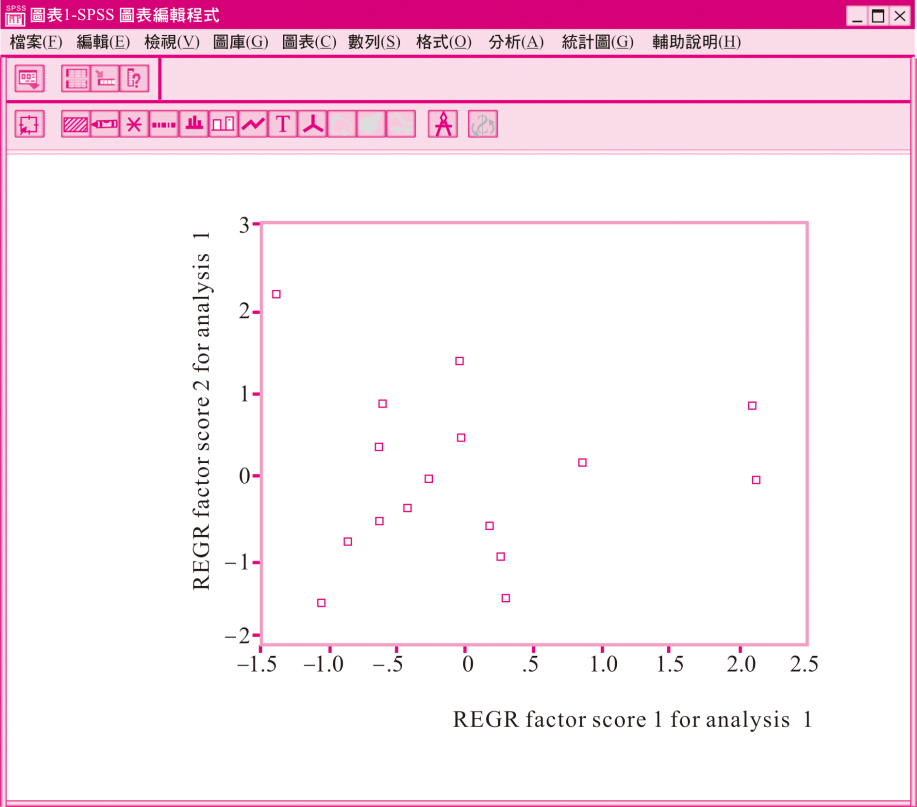 SPSS
圖表1-SPSS 圖表編輯程式
檔案(F) 編輯(E) 檢視(V) 圖庫(G) 圖表(C) 數列(S) 格式(O) 分析(A) 統計圖(G) 輔助說明(H)
T
REGR factor score 2 for analysis 1
3
2
1
0
−1
−2
−1.5 −1.0 −.5 0 .5 1.0 1.5 2.0 2.5
REGR factor score 1 for analysis 1